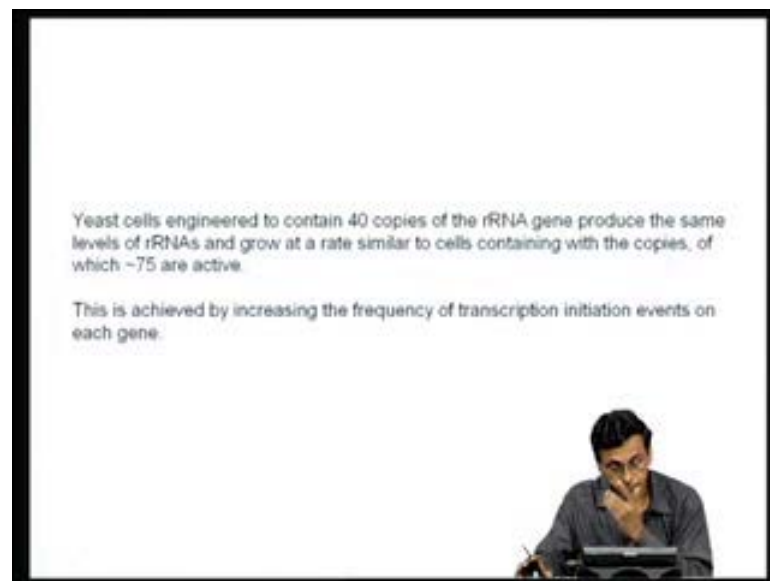 Yeast cells engineered to contain 40 copies of the rRNA gene produce the same
levels of rRNAs and grow at a rate similar to cells containing with the copies, of
which ~75 are active.
This is achieved by increasing the frequency of transcription initiation events on
each gene.